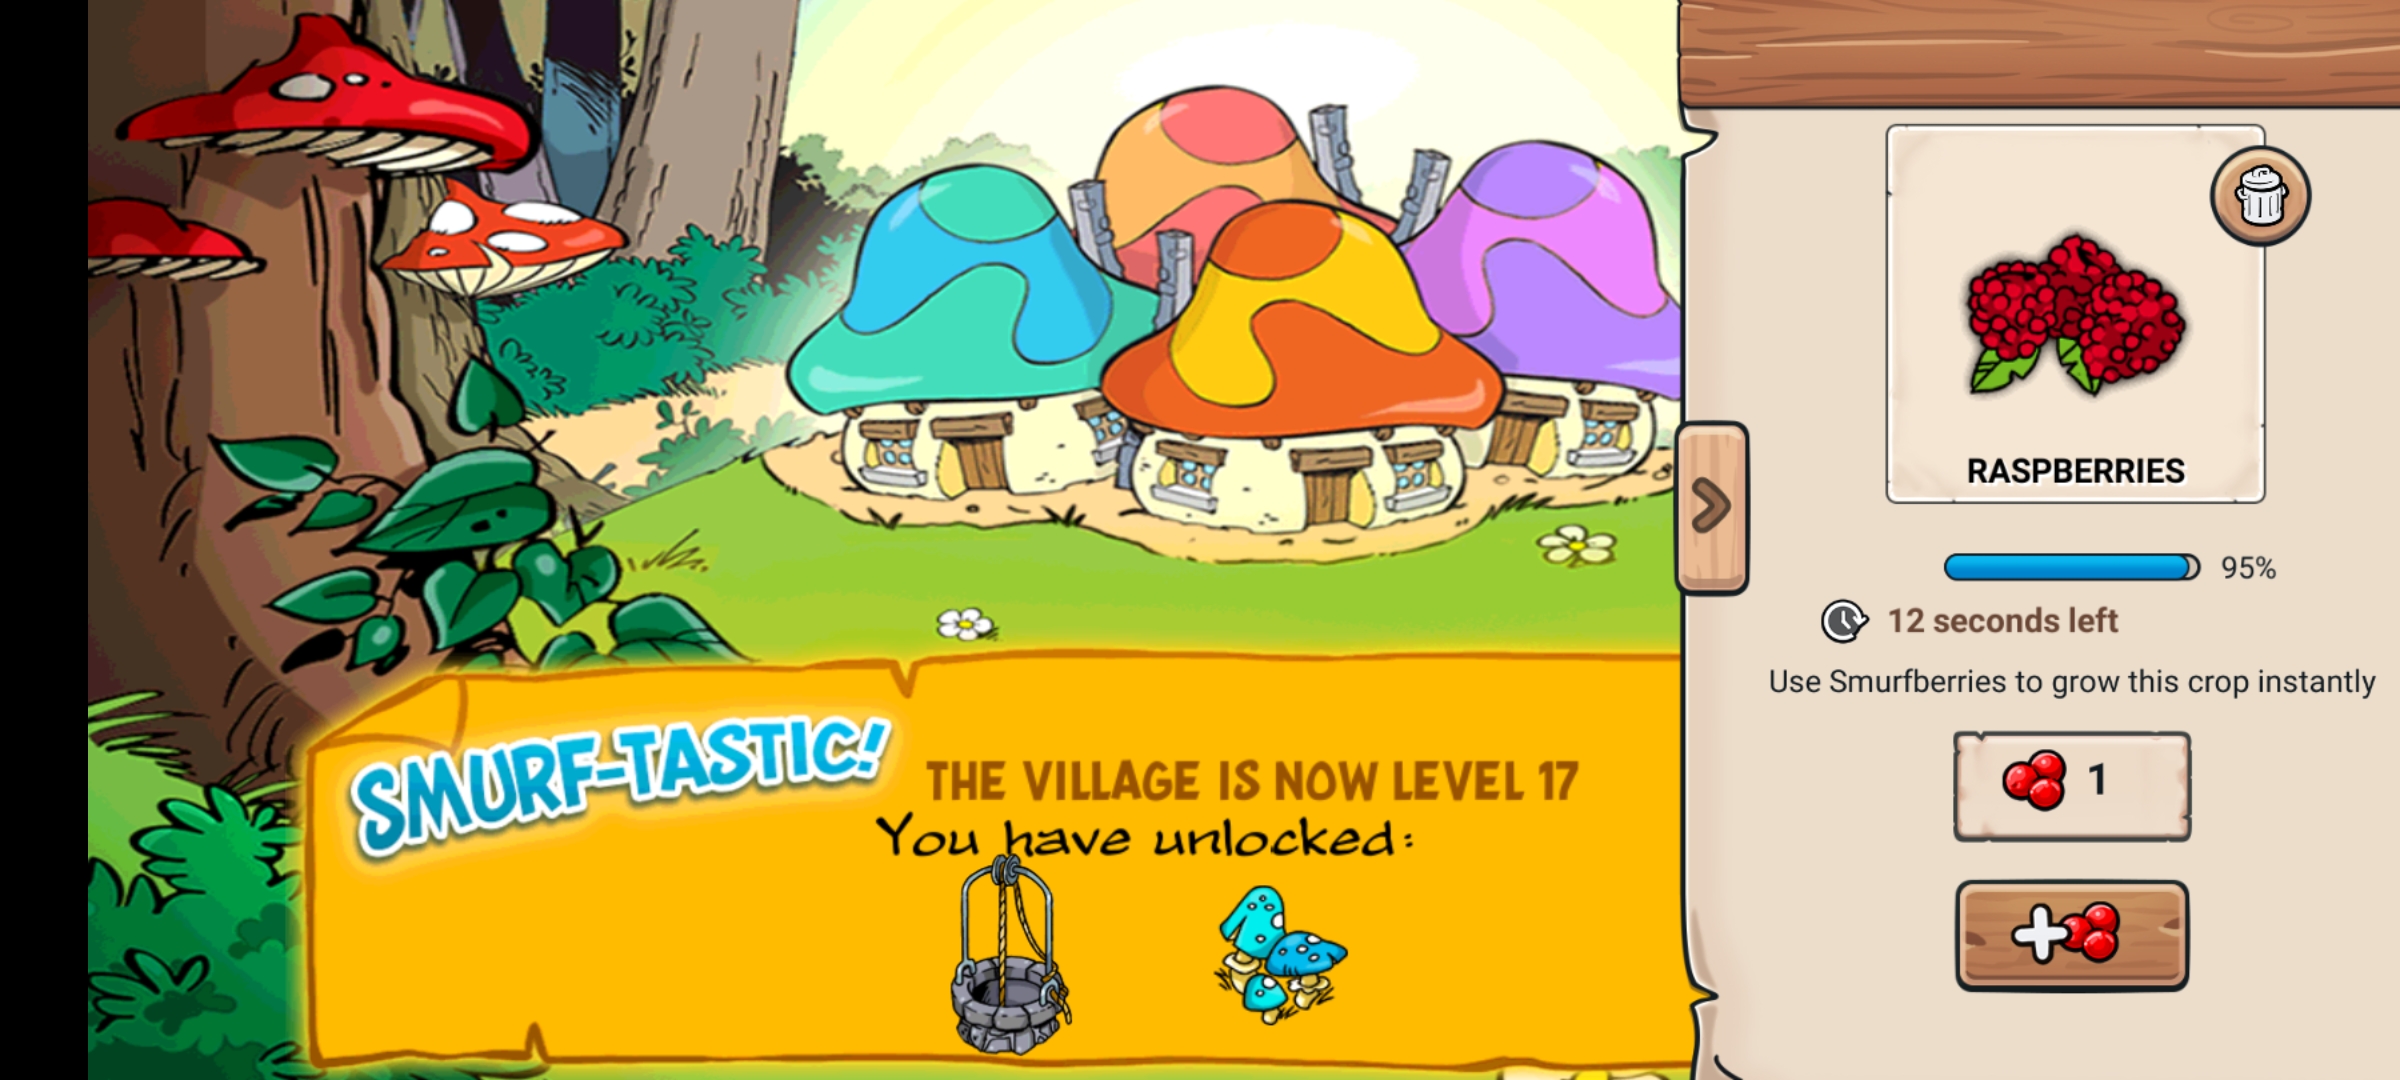 SMURF-TASTIC!
THE VILLAGE IS NOW LEVEL 17
You have unlocked:
RASPBERRIES
95%
12 seconds left
Use Smurfberries to grow this crop instantly
1
+